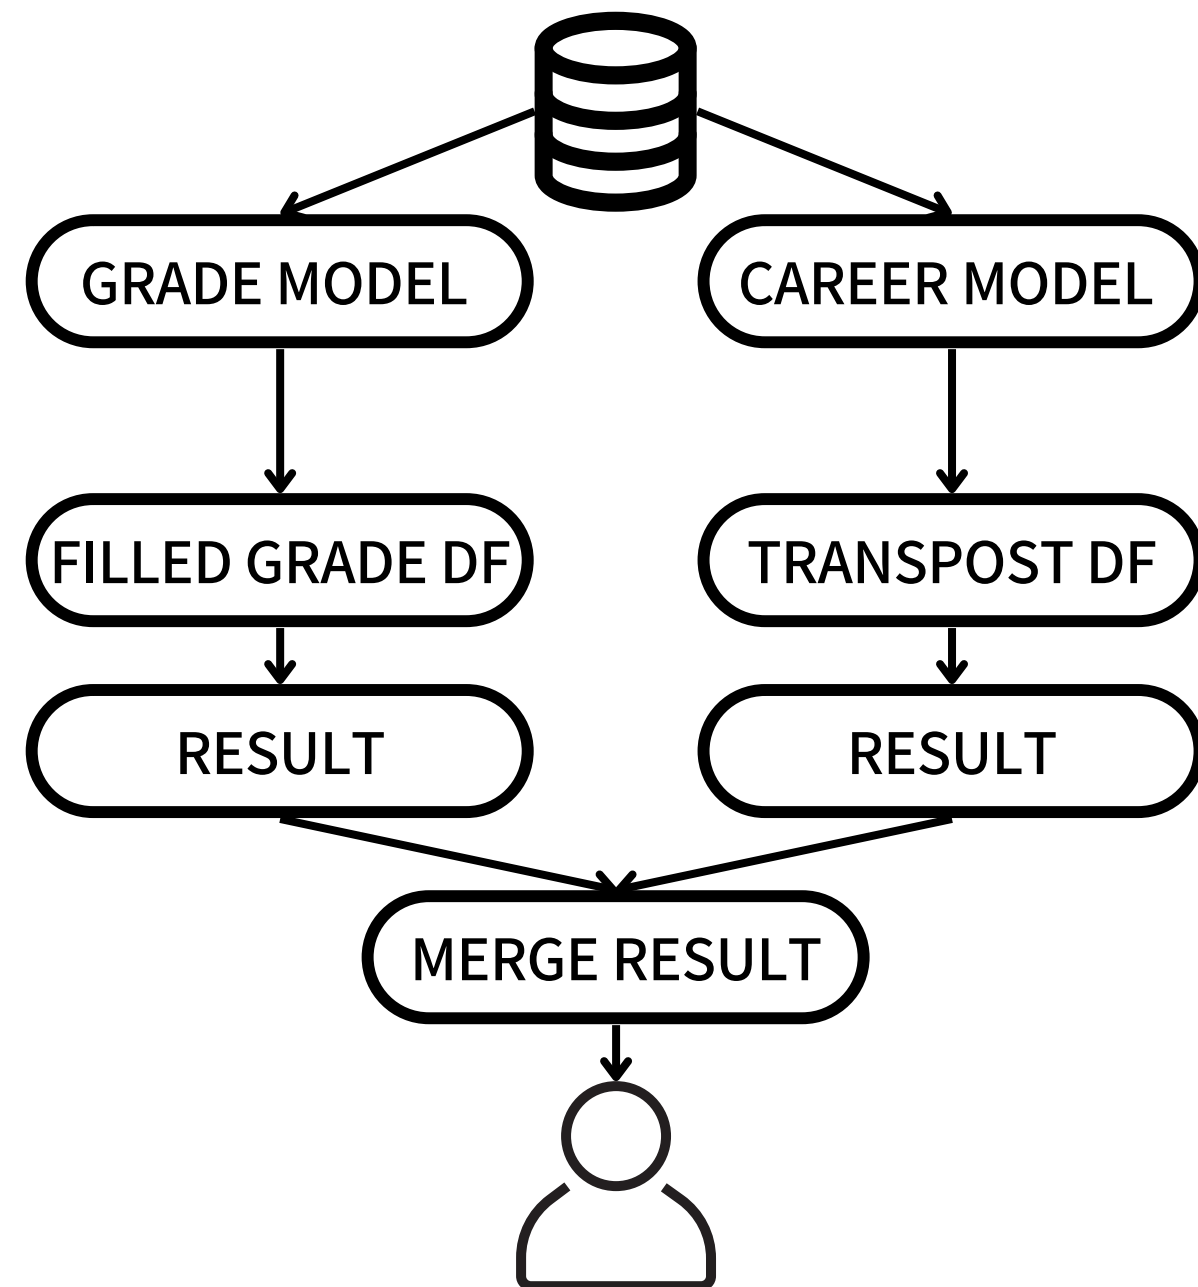 GRADE MODEL
CAREER MODEL
FILLED GRADE DF
TRANSPOST DF
RESULT
RESULT
MERGE RESULT